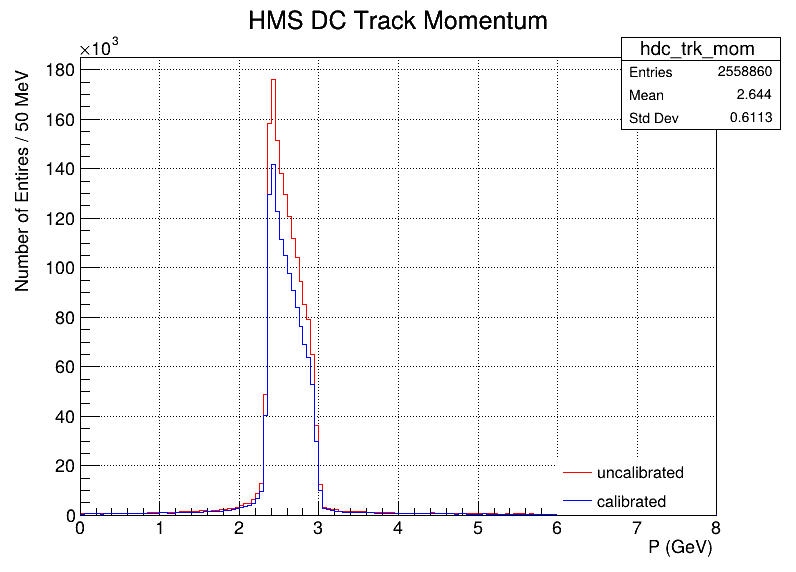 HMS DC Track Momentum
×10³
hdc_trk_mom
Entries 2558860
Mean 2.644
Std Dev 0.6113
Number of Entires / 50 MeV
180
160
140
120
100
80
60
40
20
0
uncalibrated
calibrated
0 1 2 3 4 5 6 7 8
P (GeV)